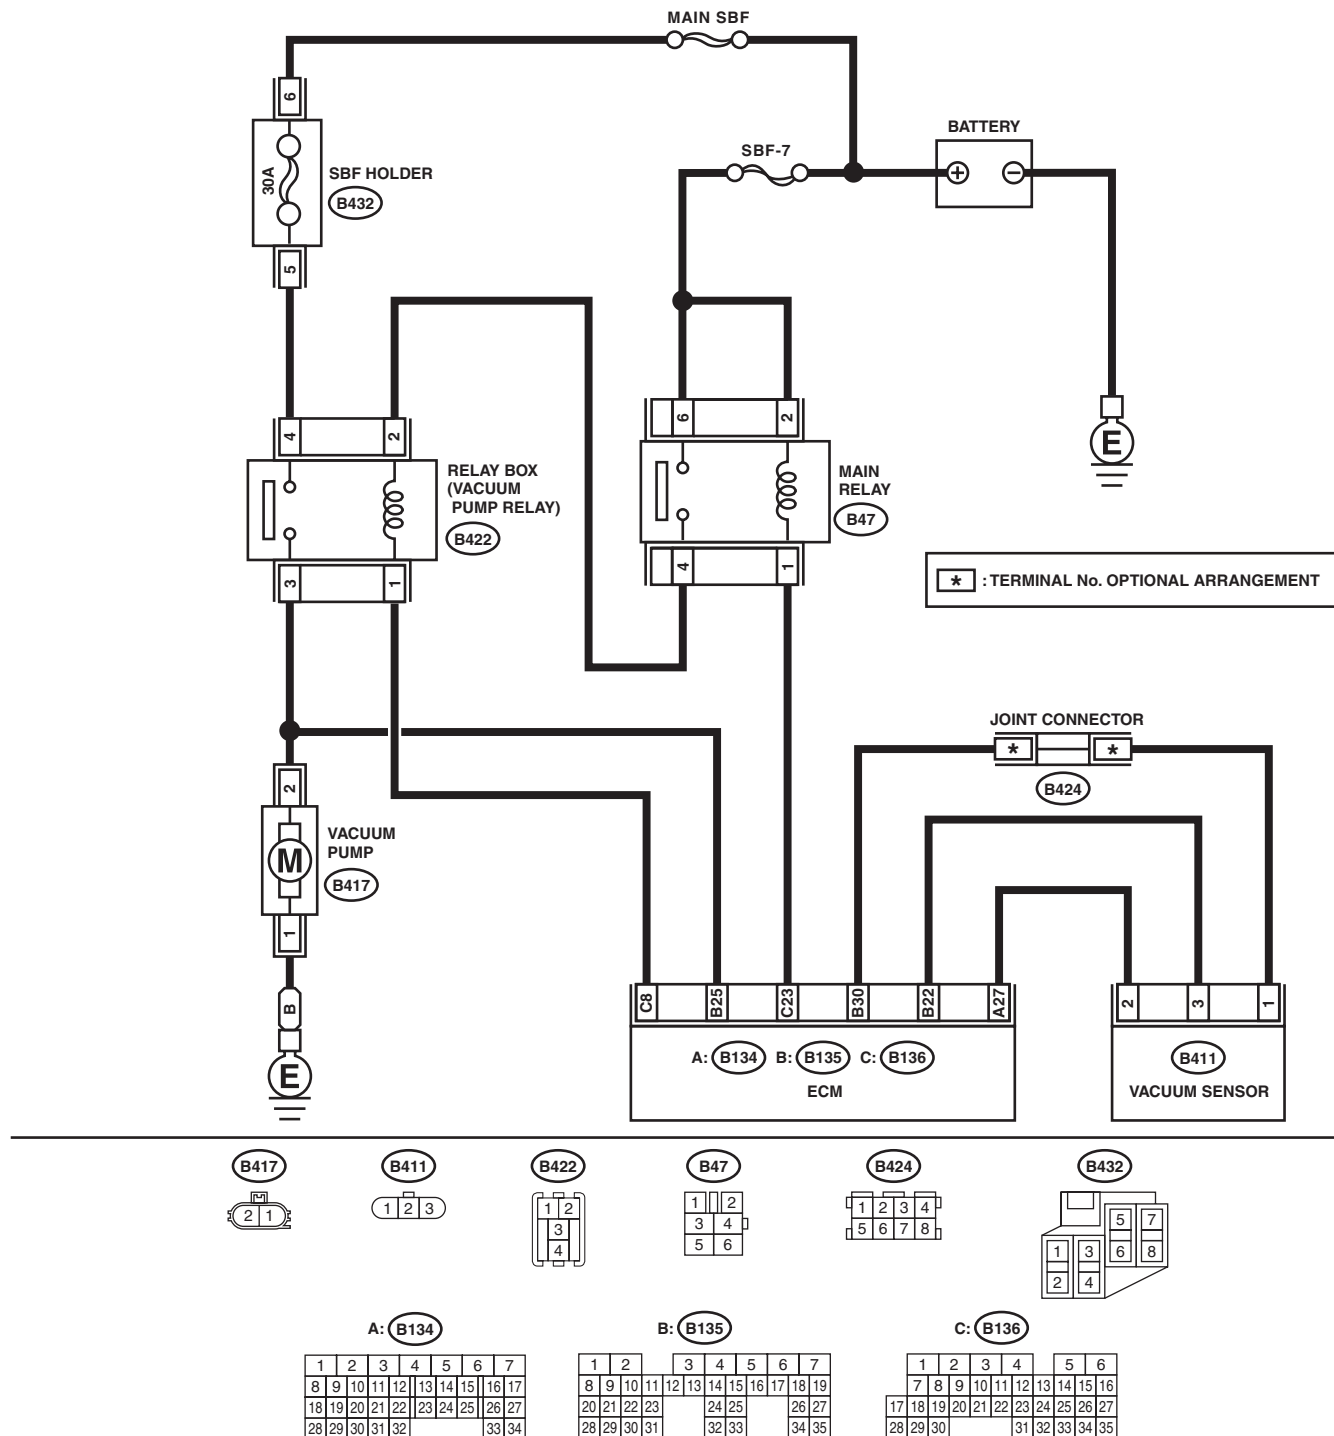 MAIN SBF
6
30A
SBF HOLDER
B432
5
SBF-7
BATTERY
+ −
E
4 2
RELAY BOX
(VACUUM
PUMP RELAY)
B422
3 1
6 2
MAIN
RELAY
B47
4 1
* : TERMINAL No. OPTIONAL ARRANGEMENT
JOINT CONNECTOR
* *
B424
2
M
VACUUM
PUMP
B417
1
B
E
C8 B25 C23 B30 B22 A27
A: B134 B: B135 C: B136
ECM
2 3 1
B411
VACUUM SENSOR
B417
2 1
B411
1 2 3
B422
1 2
3
4
B47
1 2
3 4
5 6
B424
1 2 3 4
5 6 7 8
B432
5 7
6 8
1 3
2 4
A: B134
1 2 3 4 5 6 7
8 9 10 11 12 13 14 15 16 17
18 19 20 21 22 23 24 25 26 27
28 29 30 31 32 33 34
B: B135
1 2 3 4 5 6 7
8 9 10 11 12 13 14 15 16 17 18 19
20 21 22 23 24 25 26 27
28 29 30 31 32 33 34 35
C: B136
1 2 3 4 5 6
7 8 9 10 11 12 13 14 15 16
17 18 19 20 21 22 23 24 25 26 27
28 29 30 31 32 33 34 35